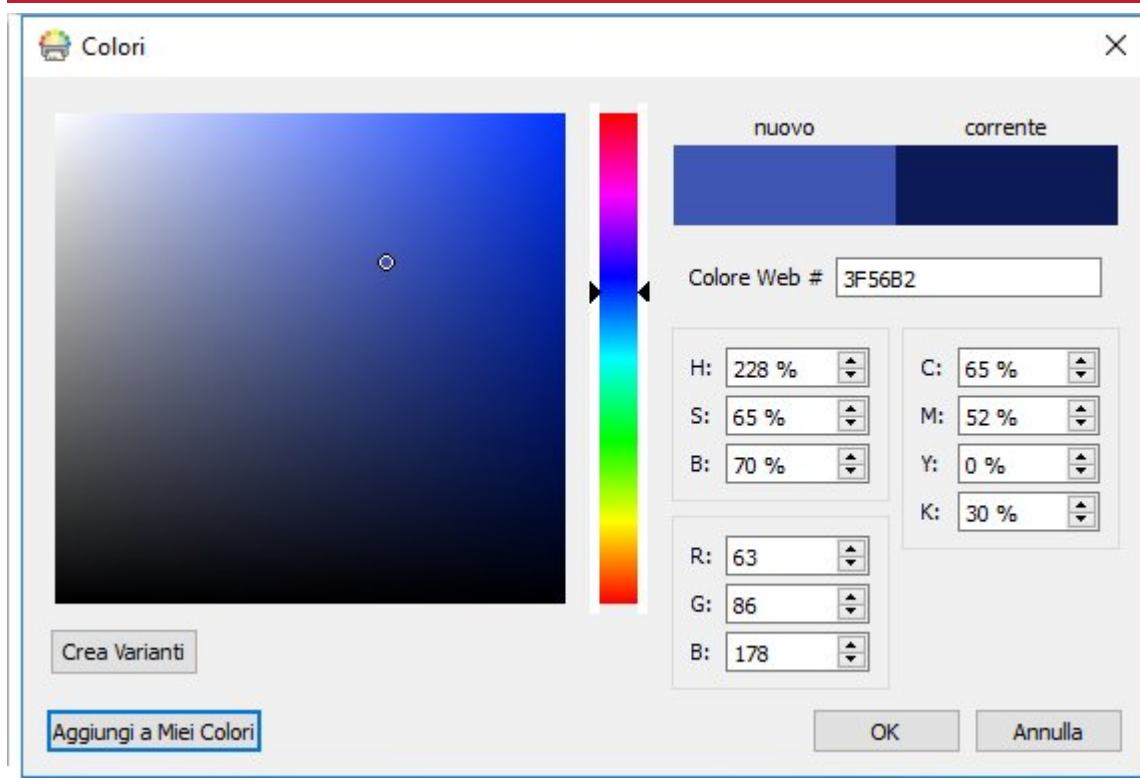 Colori
nuovo corrente
Colore Web # 3F56B2
H: 228 % C: 65 %
S: 65 % M: 52 %
B: 70 % Y: 0 %
K: 30 %
R: 63
G: 86
B: 178
Crea Varianti
Aggiungi a Miei Colori OK Annulla